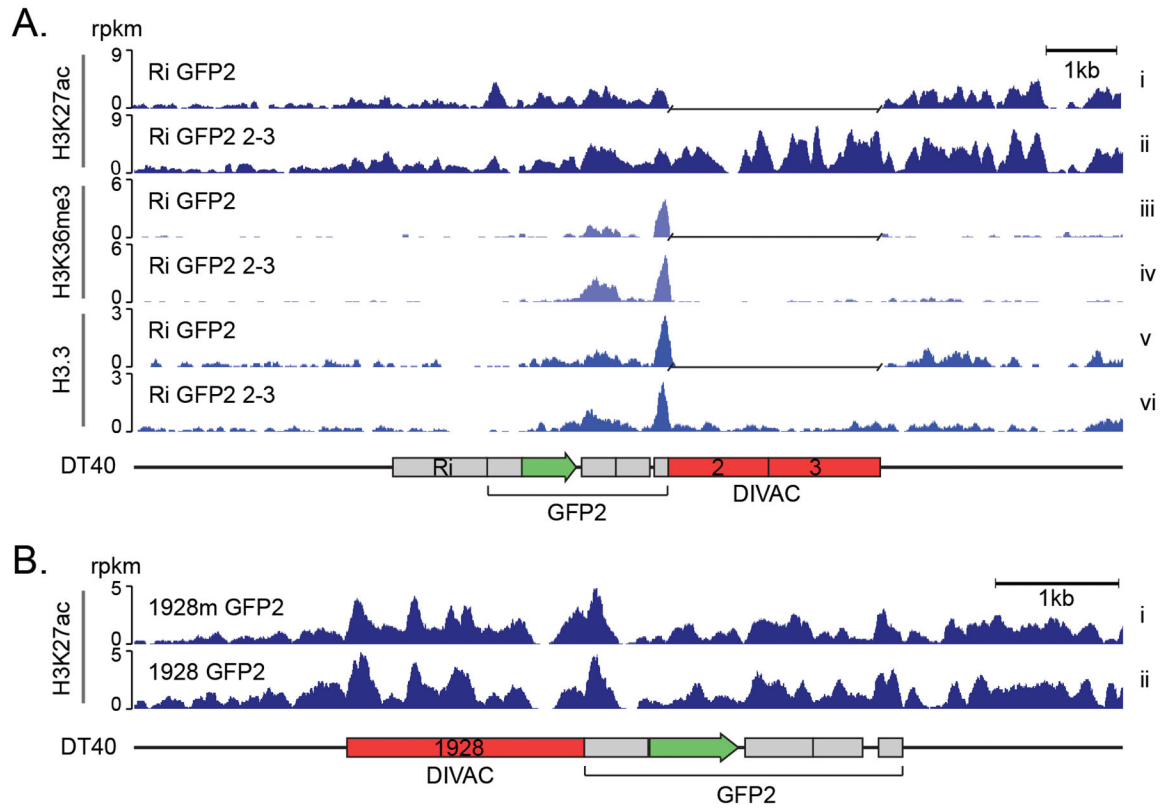 A.
rpkm
H3K27ac
9
0
Ri GFP2
1kb
i
9
0
Ri GFP2 2-3
ii
H3K36me3
6
0
Ri GFP2
iii
6
0
Ri GFP2 2-3
iv
H3.3
3
0
Ri GFP2
v
3
0
Ri GFP2 2-3
vi
DT40
Ri
2
3
GFP2
DIVAC
B.
rpkm
H3K27ac
5
0
1928m GFP2
1kb
i
5
0
1928 GFP2
ii
DT40
1928
DIVAC
GFP2